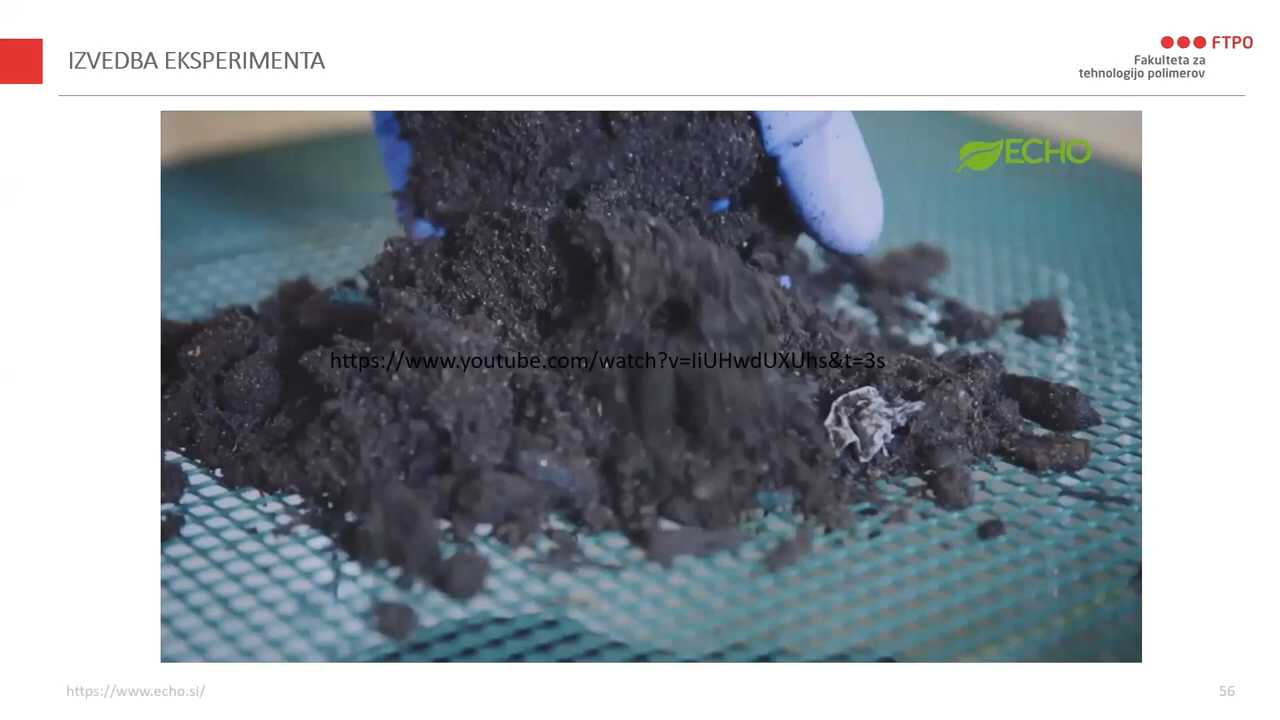 IZVEDBA EKSPERIMENTA
FTPO
Fakulteta za
tehnologijo polimerov
ECHO
https://www.youtube.com/watch?v=IiUHwdUXUhs&t=3s
https://www.echo.si/
56